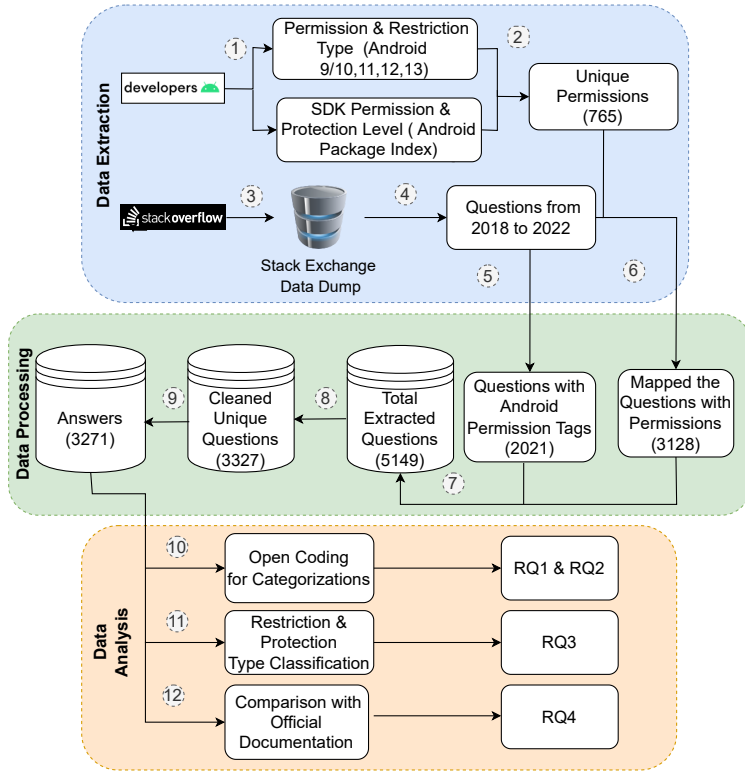 Data Extraction
1
Permission & Restriction
Type (Android
9/10,11,12,13)
2
developers
SDK Permission &
Protection Level ( Android
Package Index)
Unique
Permissions
(765)
stackoverflow
3
Stack Exchange
Data Dump
4
Questions from
2018 to 2022
5
6
Data Processing
Answers
(3271)
9
Cleaned
Unique
Questions
(3327)
8
Total
Extracted
Questions
(5149)
Questions with
Android
Permission Tags
(2021)
Mapped the
Questions with
Permissions
(3128)
7
Data
Analysis
10
Open Coding
for Categorizations
RQ1 & RQ2
11
Restriction &
Protection
Type Classification
RQ3
12
Comparison with
Official
Documentation
RQ4